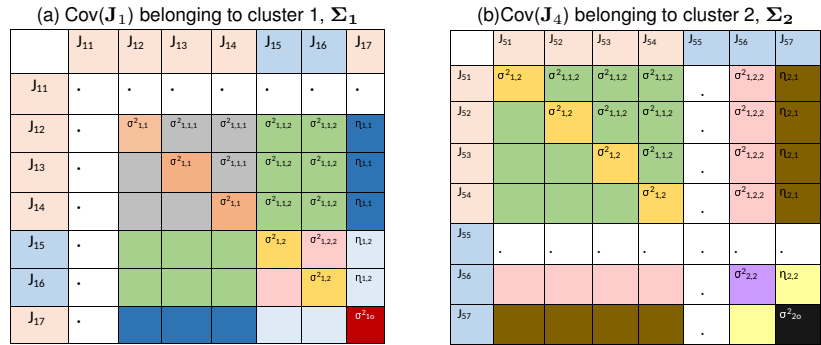 (a) Cov(J₁) belonging to cluster 1, Σ₁
J₁₁ J₁₂ J₁₃ J₁₄ J₁₅ J₁₆ J₁₇
J₁₁ . . . . . . .
J₁₂ . σ²₁,₁ σ²₁,₁,₁ σ²₁,₁,₁ σ²₁,₁,₂ σ²₁,₁,₂ η₁,₁
J₁₃ . σ²₁,₁ σ²₁,₁,₁ σ²₁,₁,₂ σ²₁,₁,₂ η₁,₁
J₁₄ . σ²₁,₁ σ²₁,₁,₂ σ²₁,₁,₂ η₁,₁
J₁₅ . σ²₁,₂ σ²₁,₂,₂ η₁,₂
J₁₆ . σ²₁,₂ η₁,₂
J₁₇ . σ²₁₀
(b)Cov(J₄) belonging to cluster 2, Σ₂
J₅₁ J₅₂ J₅₃ J₅₄ J₅₅ J₅₆ J₅₇
J₅₁ σ²₁,₂ σ²₁,₁,₂ σ²₁,₁,₂ σ²₁,₁,₂ . σ²₁,₂,₂ η₂,₁
J₅₂ σ²₁,₂ σ²₁,₁,₂ σ²₁,₁,₂ . σ²₁,₂,₂ η₂,₁
J₅₃ σ²₁,₂ σ²₁,₁,₂ . σ²₁,₂,₂ η₂,₁
J₅₄ σ²₁,₂ . σ²₁,₂,₂ η₂,₁
J₅₅ . . . . . . .
J₅₆ . σ²₂,₂ η₂,₂
J₅₇ . σ²₂₀